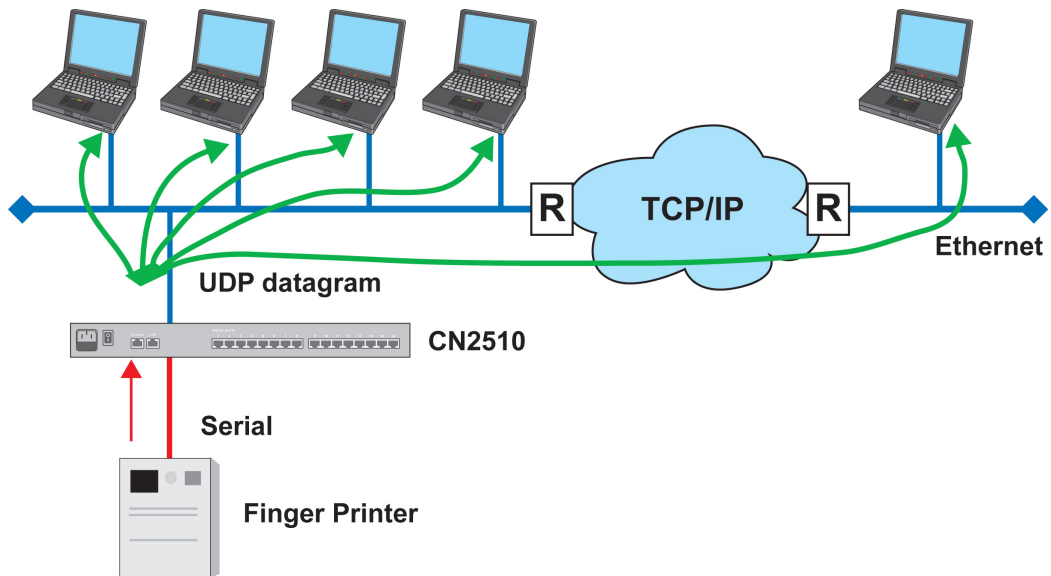 R
TCP/IP
R
Ethernet
UDP datagram
CN2510
Serial
Finger Printer